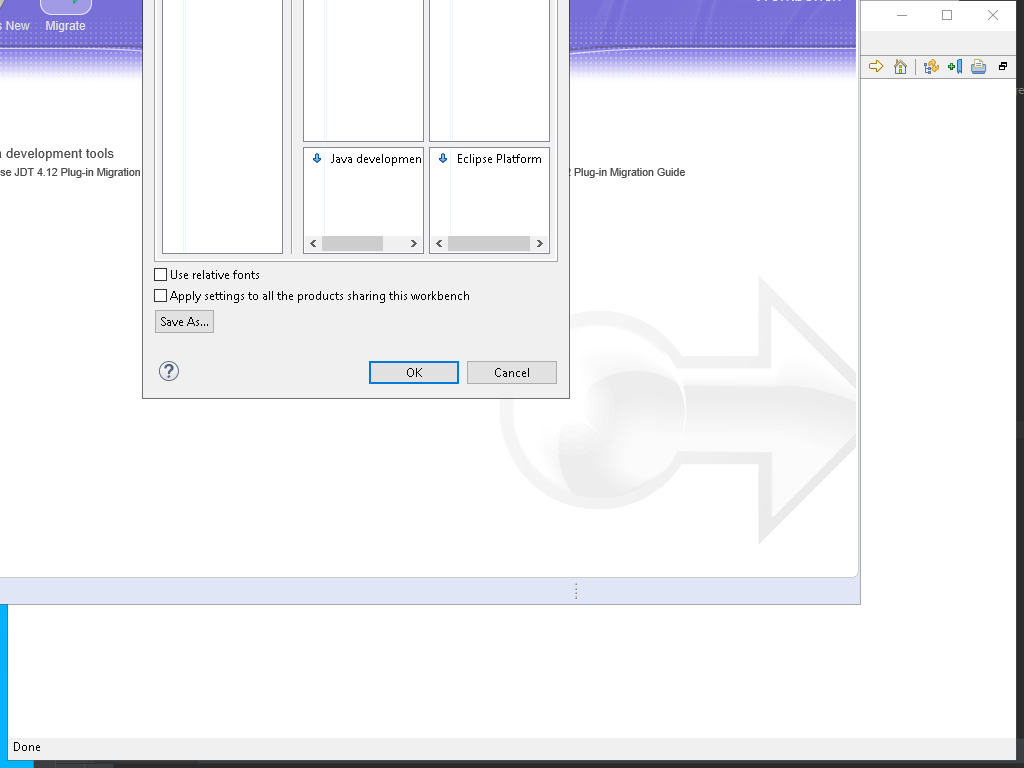 s New
Migrate
development tools
se JDT 4.12 Plug-in Migration
Plug-in Migration Guide
Java developmen
Eclipse Platform
Use relative fonts
Apply settings to all the products sharing this workbench
Save As...
?
OK
Cancel
Done